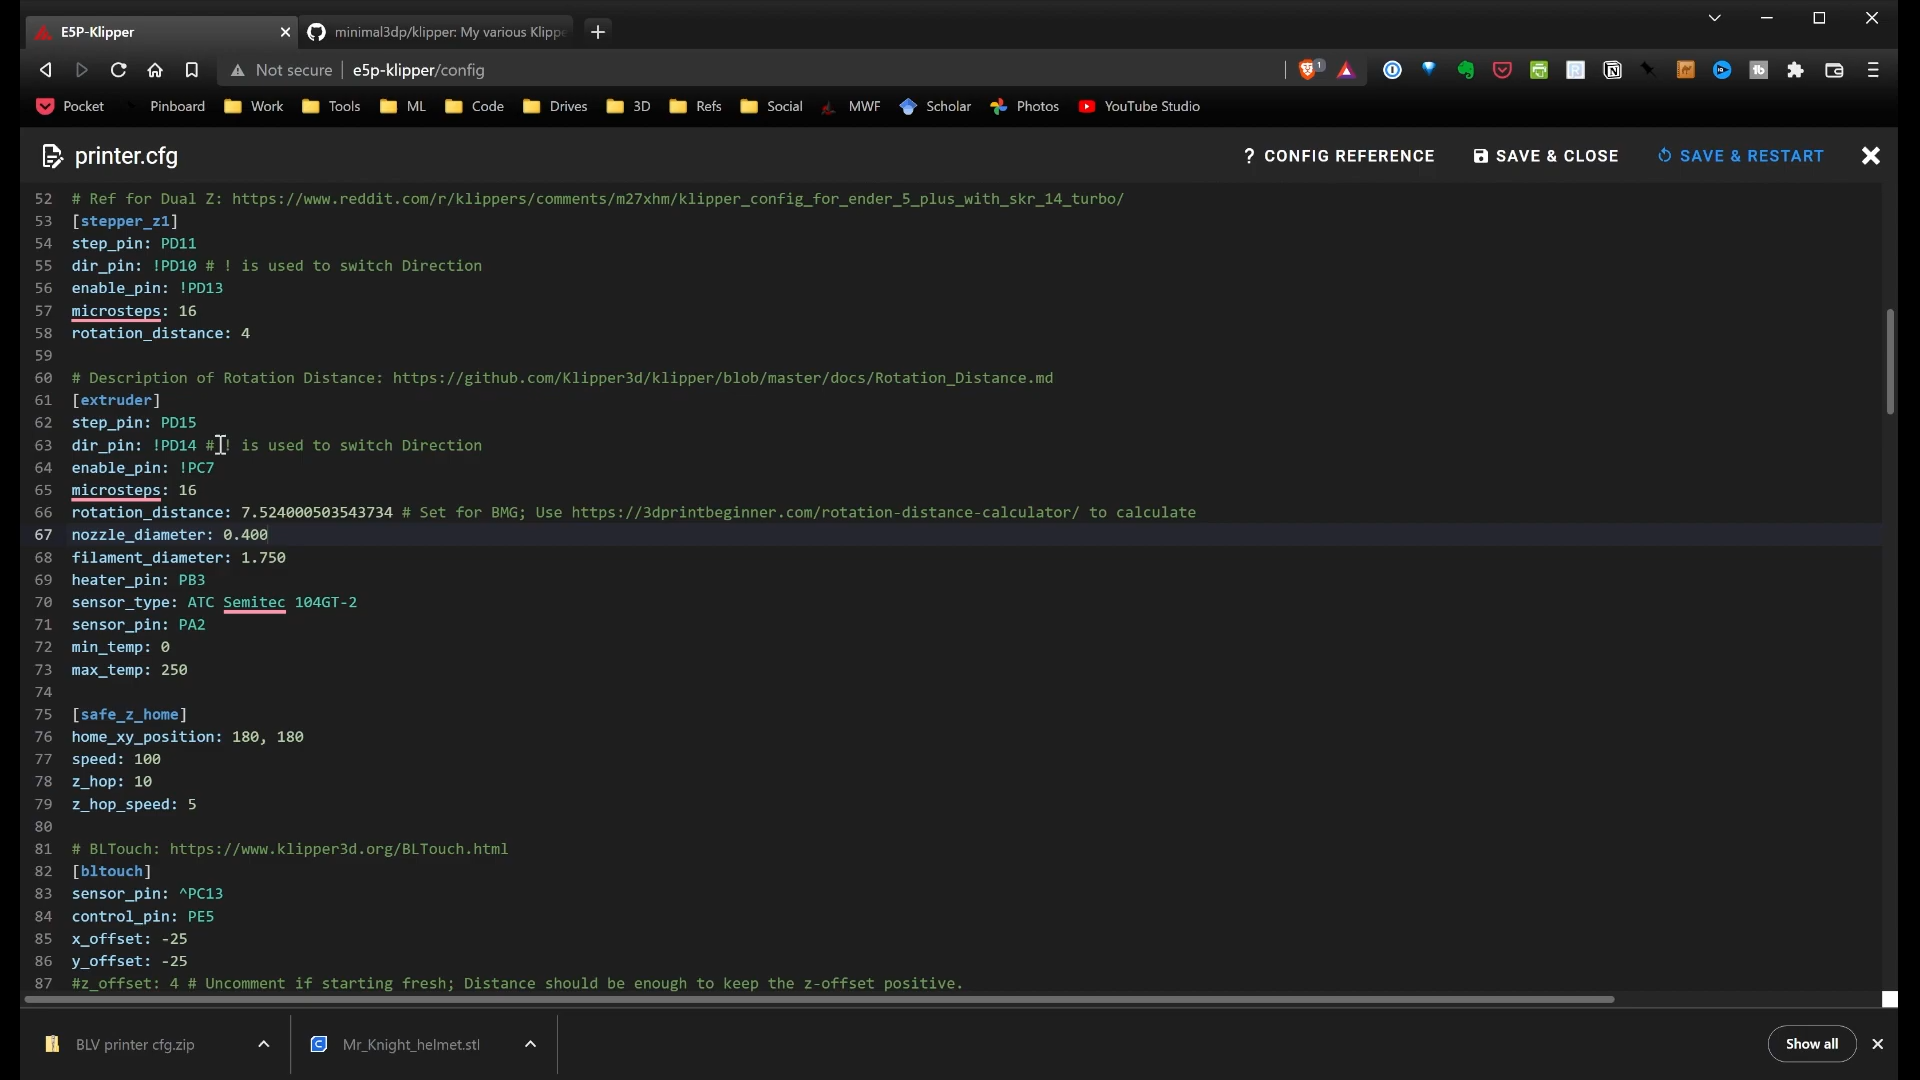 E5P-Klipper
minimal3dp/klipper: My various Klippe
Not secure e5p-klipper/config
1
Pocket Pinboard Work Tools ML Code Drives 3D Refs Social MWF Scholar Photos YouTube Studio
printer.cfg ? CONFIG REFERENCE SAVE & CLOSE SAVE & RESTART
52 # Ref for Dual Z: https://www.reddit.com/r/klippers/comments/m27xhm/klipper_config_for_ender_5_plus_with_skr_14_turbo/
53 [stepper_z1]
54 step_pin: PD11
55 dir_pin: !PD10 # ! is used to switch Direction
56 enable_pin: !PD13
57 microsteps: 16
58 rotation_distance: 4
59
60 # Description of Rotation Distance: https://github.com/Klipper3d/klipper/blob/master/docs/Rotation_Distance.md
61 [extruder]
62 step_pin: PD15
63 dir_pin: !PD14 # ! is used to switch Direction
64 enable_pin: !PC7
65 microsteps: 16
66 rotation_distance: 7.524000503543734 # Set for BMG; Use https://3dprintbeginner.com/rotation-distance-calculator/ to calculate
67 nozzle_diameter: 0.400
68 filament_diameter: 1.750
69 heater_pin: PB3
70 sensor_type: ATC Semitec 104GT-2
71 sensor_pin: PA2
72 min_temp: 0
73 max_temp: 250
74
75 [safe_z_home]
76 home_xy_position: 180, 180
77 speed: 100
78 z_hop: 10
79 z_hop_speed: 5
80
81 # BLTouch: https://www.klipper3d.org/BLTouch.html
82 [bltouch]
83 sensor_pin: ^PC13
84 control_pin: PE5
85 x_offset: -25
86 y_offset: -25
87 #z_offset: 4 # Uncomment if starting fresh; Distance should be enough to keep the z-offset positive.
BLV printer cfg.zip Mr_Knight_helmet.stl Show all